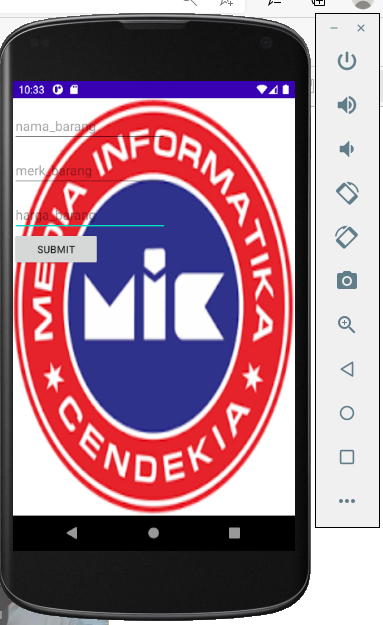 10:33
nama_barang
merk_barang
harga_barang
SUBMIT
MEDIA INFORMATIKA
MIC
CENDEKIA